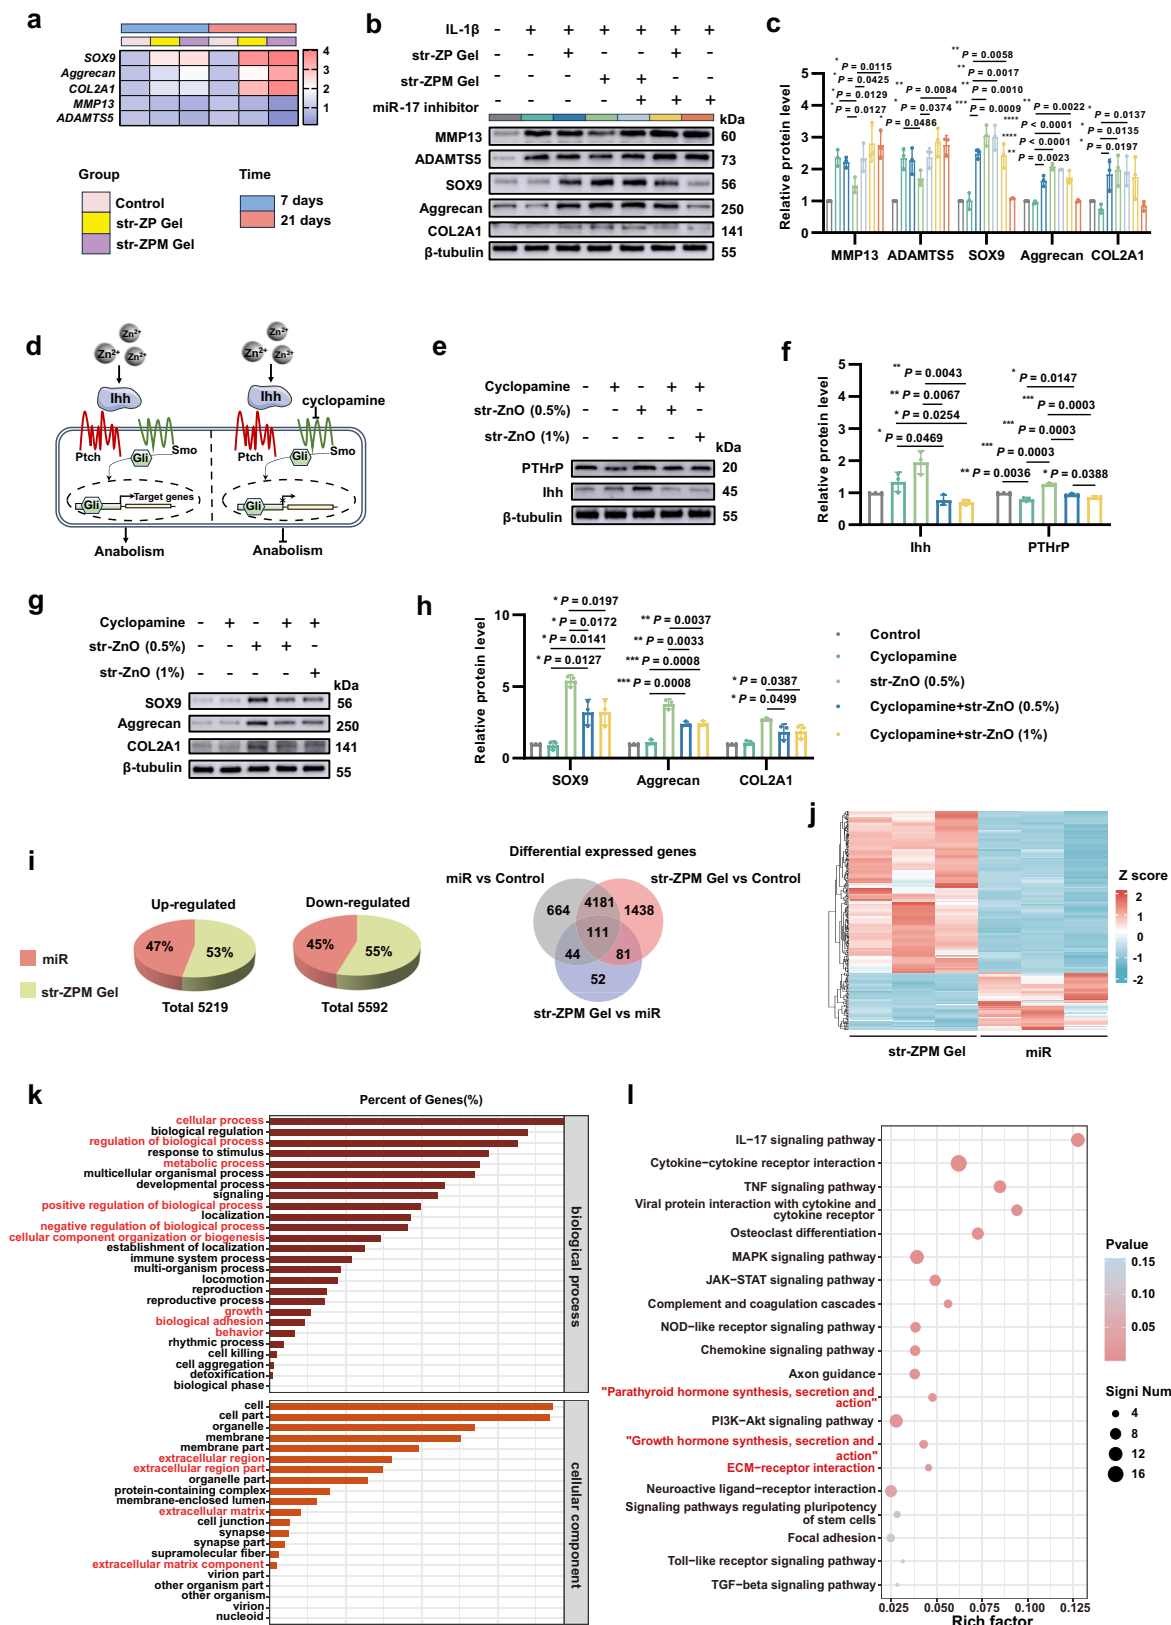 a
SOX9
Aggrecan
COL2A1
MMP13
ADAMTS5
4
3
2
1
Group
Control
str-ZP Gel
str-ZPM Gel
Time
7 days
21 days
b
IL-1β - + + + + + +
str-ZP Gel - - + - - + -
str-ZPM Gel - - - + + - -
miR-17 inhibitor - - - - + + +
kDa
MMP13 60
ADAMTS5 73
SOX9 56
Aggrecan 250
COL2A1 141
β-tubulin 55
c
Relative protein level
5
4
3
2
1
0
* P = 0.0115
* P = 0.0425
* P = 0.0129
* P = 0.0127
** P = 0.0084
* P = 0.0374
* P = 0.0486
** P = 0.0058
** P = 0.0017
** P = 0.0010
*** P = 0.0009
** P = 0.0022
**** P < 0.0001
**** P < 0.0001
** P = 0.0023
* P = 0.0137
* P = 0.0135
* P = 0.0197
MMP13 ADAMTS5 SOX9 Aggrecan COL2A1
d
Zn2+
Zn2+
Zn2+
Ihh
Ptch
Smo
Gli
Gli
Target genes
Anabolism
Zn2+
Zn2+
Zn2+
Ihh
cyclopamine
Ptch
Smo
Gli
Gli
Anabolism
e
Cyclopamine - + - + +
str-ZnO (0.5%) - - + + -
str-ZnO (1%) - - - - +
kDa
PTHrP 20
Ihh 45
β-tubulin 55
f
Relative protein level
5
4
3
2
1
0
** P = 0.0043
** P = 0.0067
* P = 0.0254
* P = 0.0469
* P = 0.0147
*** P = 0.0003
*** P = 0.0003
*** P = 0.0003
** P = 0.0036
* P = 0.0388
Ihh PTHrP
g
Cyclopamine - + - + +
str-ZnO (0.5%) - - + + -
str-ZnO (1%) - - - - +
kDa
SOX9 56
Aggrecan 250
COL2A1 141
β-tubulin 55
h
Relative protein level
10
5
0
* P = 0.0197
* P = 0.0172
* P = 0.0141
* P = 0.0127
** P = 0.0037
** P = 0.0033
*** P = 0.0008
*** P = 0.0008
* P = 0.0387
* P = 0.0499
SOX9 Aggrecan COL2A1
Control
Cyclopamine
str-ZnO (0.5%)
Cyclopamine+str-ZnO (0.5%)
Cyclopamine+str-ZnO (1%)
i
miR
str-ZPM Gel
Up-regulated
47%
53%
Total 5219
Down-regulated
45%
55%
Total 5592
Differential expressed genes
miR vs Control
str-ZPM Gel vs Control
664
4181
1438
111
44
81
52
str-ZPM Gel vs miR
j
Z score
2
1
0
-1
-2
str-ZPM Gel
miR
k
Percent of Genes(%)
cellular process
biological regulation
regulation of biological process
response to stimulus
metabolic process
multicellular organismal process
developmental process
signaling
positive regulation of biological process
localization
negative regulation of biological process
cellular component organization or biogenesis
establishment of localization
immune system process
multi-organism process
locomotion
reproduction
reproductive process
growth
biological adhesion
behavior
rhythmic process
cell killing
cell aggregation
detoxification
biological phase
biological process
cell
cell part
organelle
membrane
membrane part
extracellular region
extracellular region part
organelle part
protein-containing complex
membrane-enclosed lumen
extracellular matrix
cell junction
synapse
synapse part
supramolecular fiber
extracellular matrix component
virion part
other organism part
other organism
virion
nucleoid
cellular component
l
IL−17 signaling pathway
Cytokine−cytokine receptor interaction
TNF signaling pathway
Viral protein interaction with cytokine and
cytokine receptor
Osteoclast differentiation
MAPK signaling pathway
JAK−STAT signaling pathway
Complement and coagulation cascades
NOD−like receptor signaling pathway
Chemokine signaling pathway
Axon guidance
"Parathyroid hormone synthesis, secretion and
action"
PI3K−Akt signaling pathway
"Growth hormone synthesis, secretion and
action"
ECM−receptor interaction
Neuroactive ligand−receptor interaction
Signaling pathways regulating pluripotency
of stem cells
Focal adhesion
Toll−like receptor signaling pathway
TGF−beta signaling pathway
0.025 0.050 0.075 0.100 0.125
Rich factor
Pvalue
0.15
0.10
0.05
Signi Num
4
8
12
16